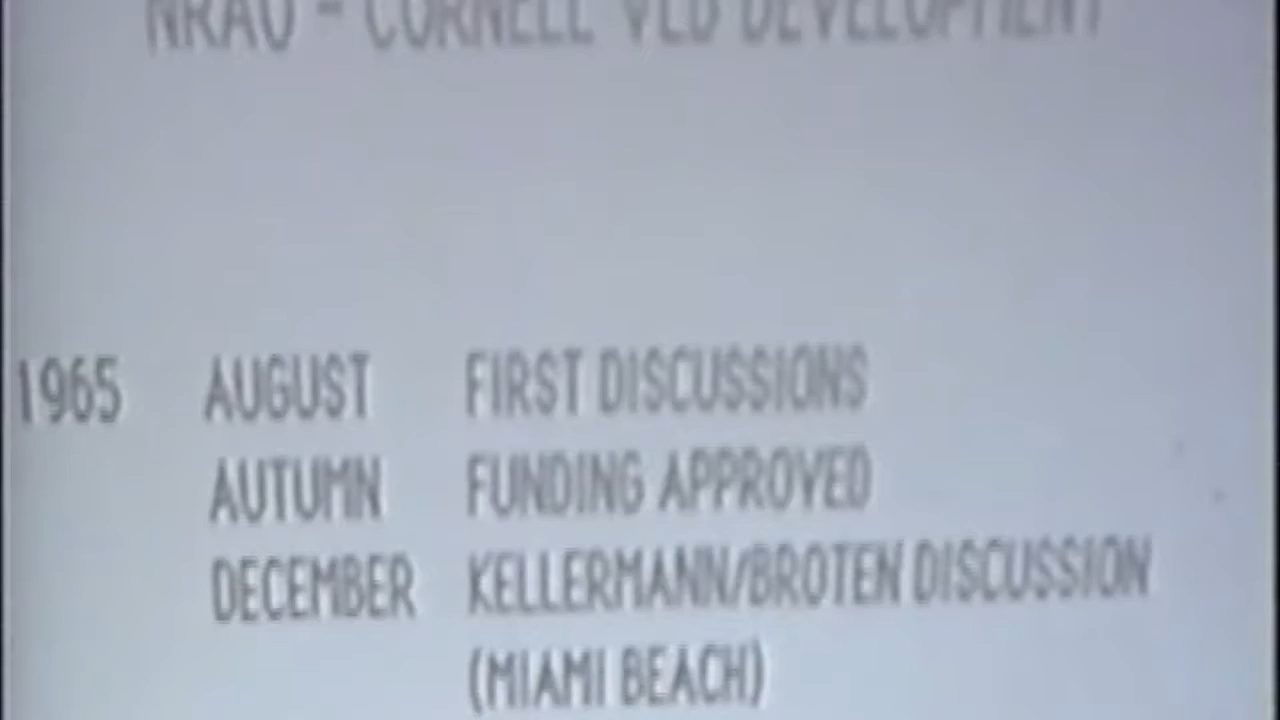 NRAO - CORNELL VLB DEVELOPMENT
1965 AUGUST FIRST DISCUSSIONS
AUTUMN FUNDING APPROVED
DECEMBER KELLERMANN/BROTEN DISCUSSION
(MIAMI BEACH)